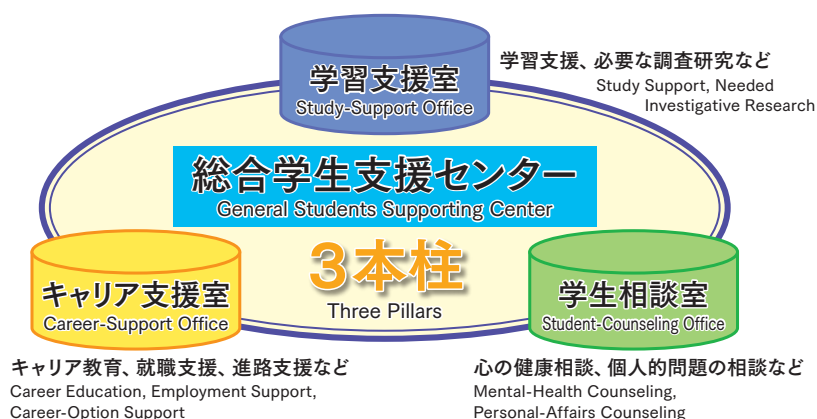 学習支援室
Study-Support Office
学習支援、必要な調査研究など
Study Support, Needed
Investigative Research
総合学生支援センター
General Students Supporting Center
3本柱
Three Pillars
キャリア支援室
Career-Support Office
学生相談室
Student-Counseling Office
キャリア教育、就職支援、進路支援など
Career Education, Employment Support,
Career-Option Support
心の健康相談、個人的問題の相談など
Mental-Health Counseling,
Personal-Affairs Counseling